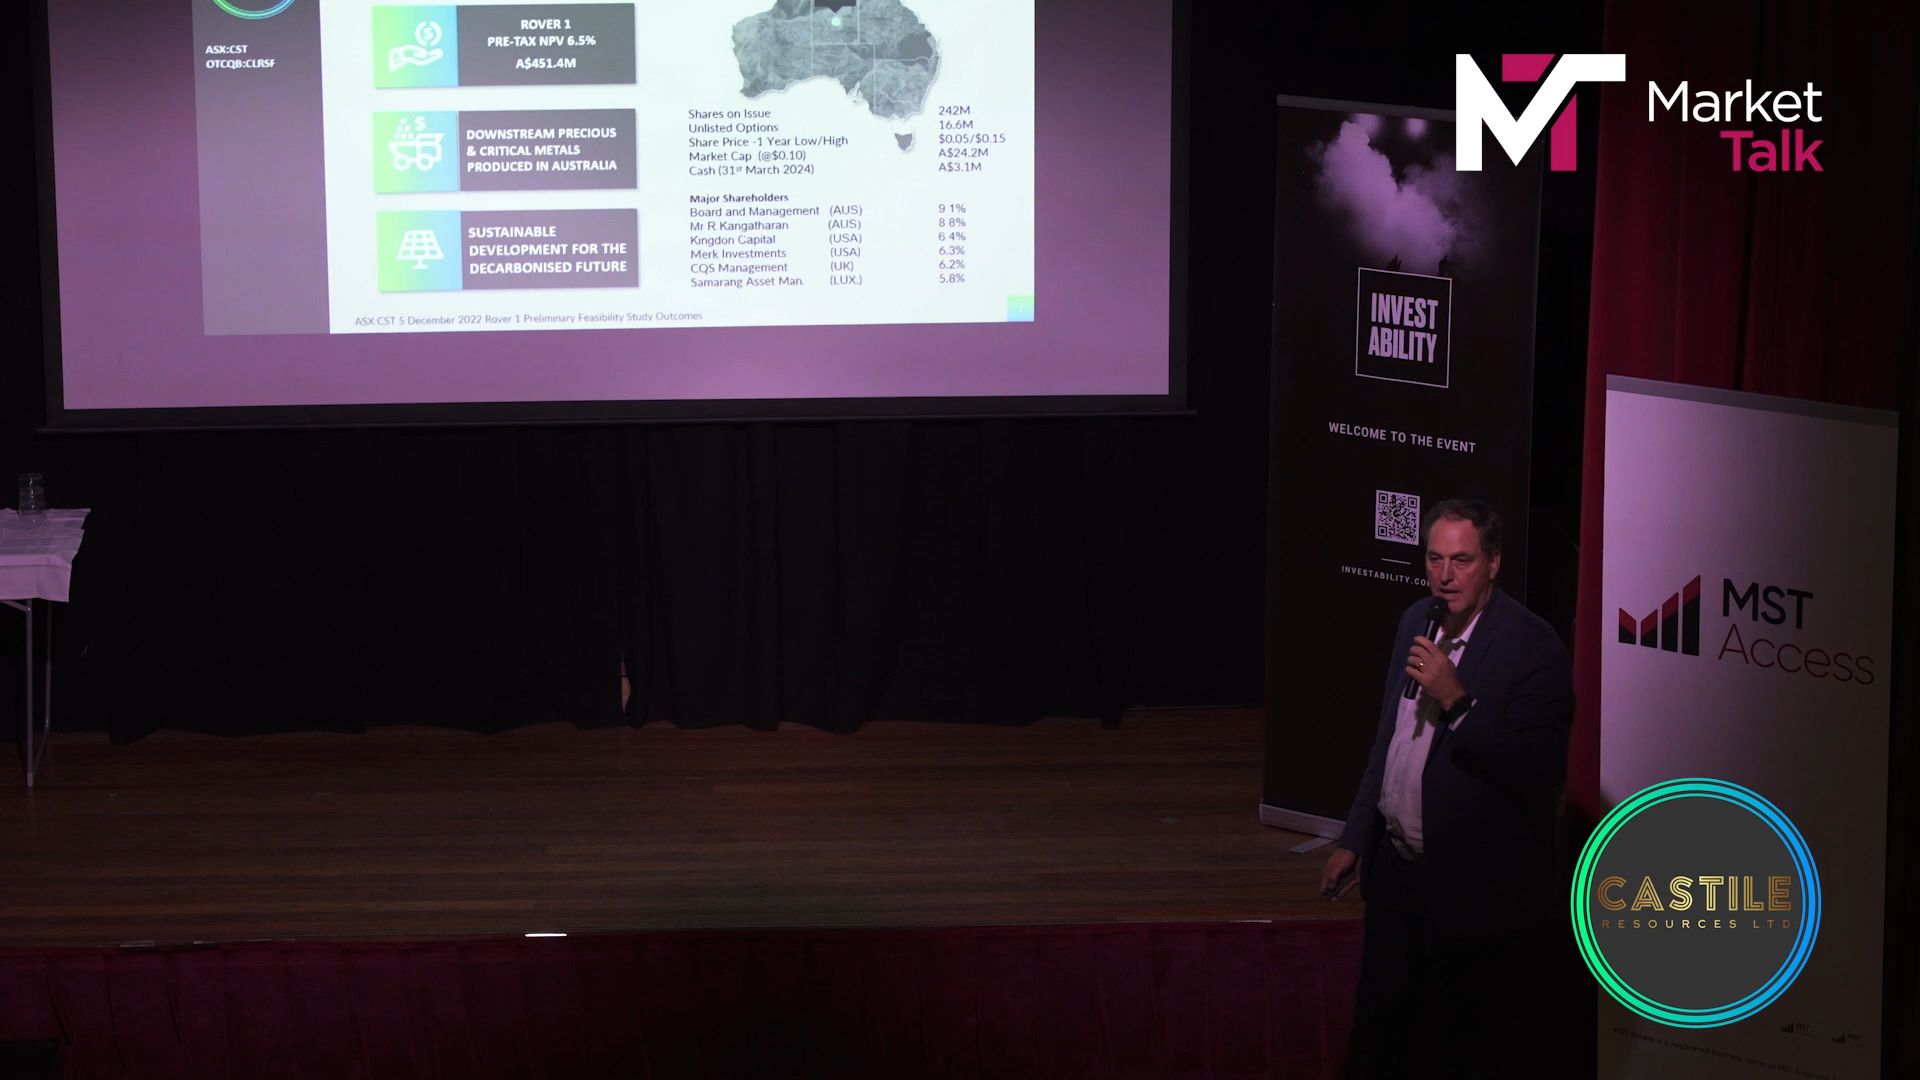 ASX:CST
OTCQB:CLRSF
ROVER 1
PRE-TAX NPV 6.5%
A$451.4M
DOWNSTREAM PRECIOUS
& CRITICAL METALS
PRODUCED IN AUSTRALIA
SUSTAINABLE
DEVELOPMENT FOR THE
DECARBONISED FUTURE
Shares on Issue 242M
Unlisted Options 16.6M
Share Price -1 Year Low/High $0.05/$0.15
Market Cap (@$0.10) A$24.2M
Cash (31st March 2024) A$3.1M
Major Shareholders
Board and Management (AUS) 9.1%
Mr R Kangatharan (AUS) 8.8%
Kingdon Capital (USA) 6.4%
Merk Investments (USA) 6.3%
CQS Management (UK) 6.2%
Samarang Asset Man. (LUX.) 5.8%
ASX CST 5 December 2022 Rover 1 Preliminary Feasibility Study Outcomes
MT Market
Talk
INVEST
ABILITY
WELCOME TO THE EVENT
INVESTABILITY.CO
MST
Access
CASTILE
RESOURCES LTD